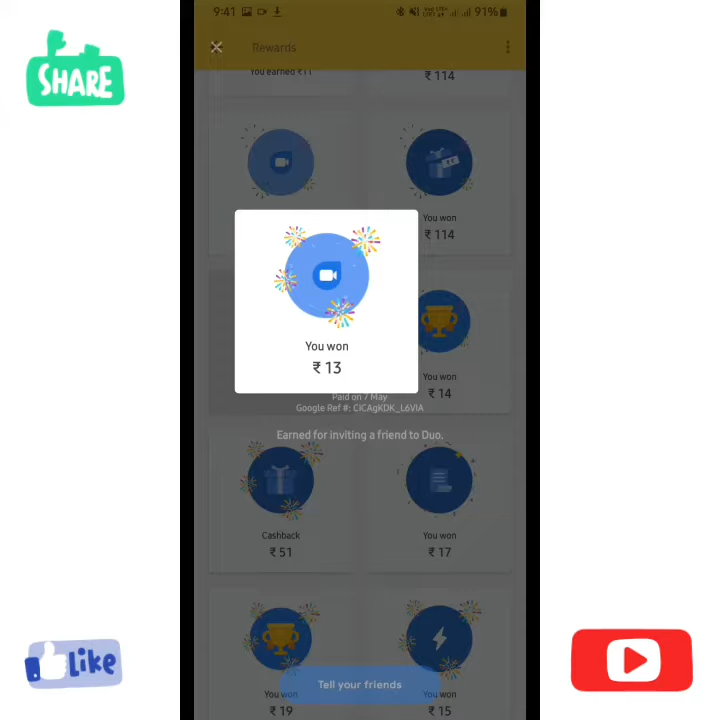 9:41
91%
SHARE
Rewards
You earned ₹11
₹ 114
You won
₹ 114
You won
₹ 13
You won
₹ 14
Paid on 7 May
Google Ref #: CICAgKDK_L6VIA
Earned for inviting a friend to Duo.
Cashback
₹ 51
You won
₹ 17
Like
Tell your friends
You won
₹ 19
You won
₹ 15